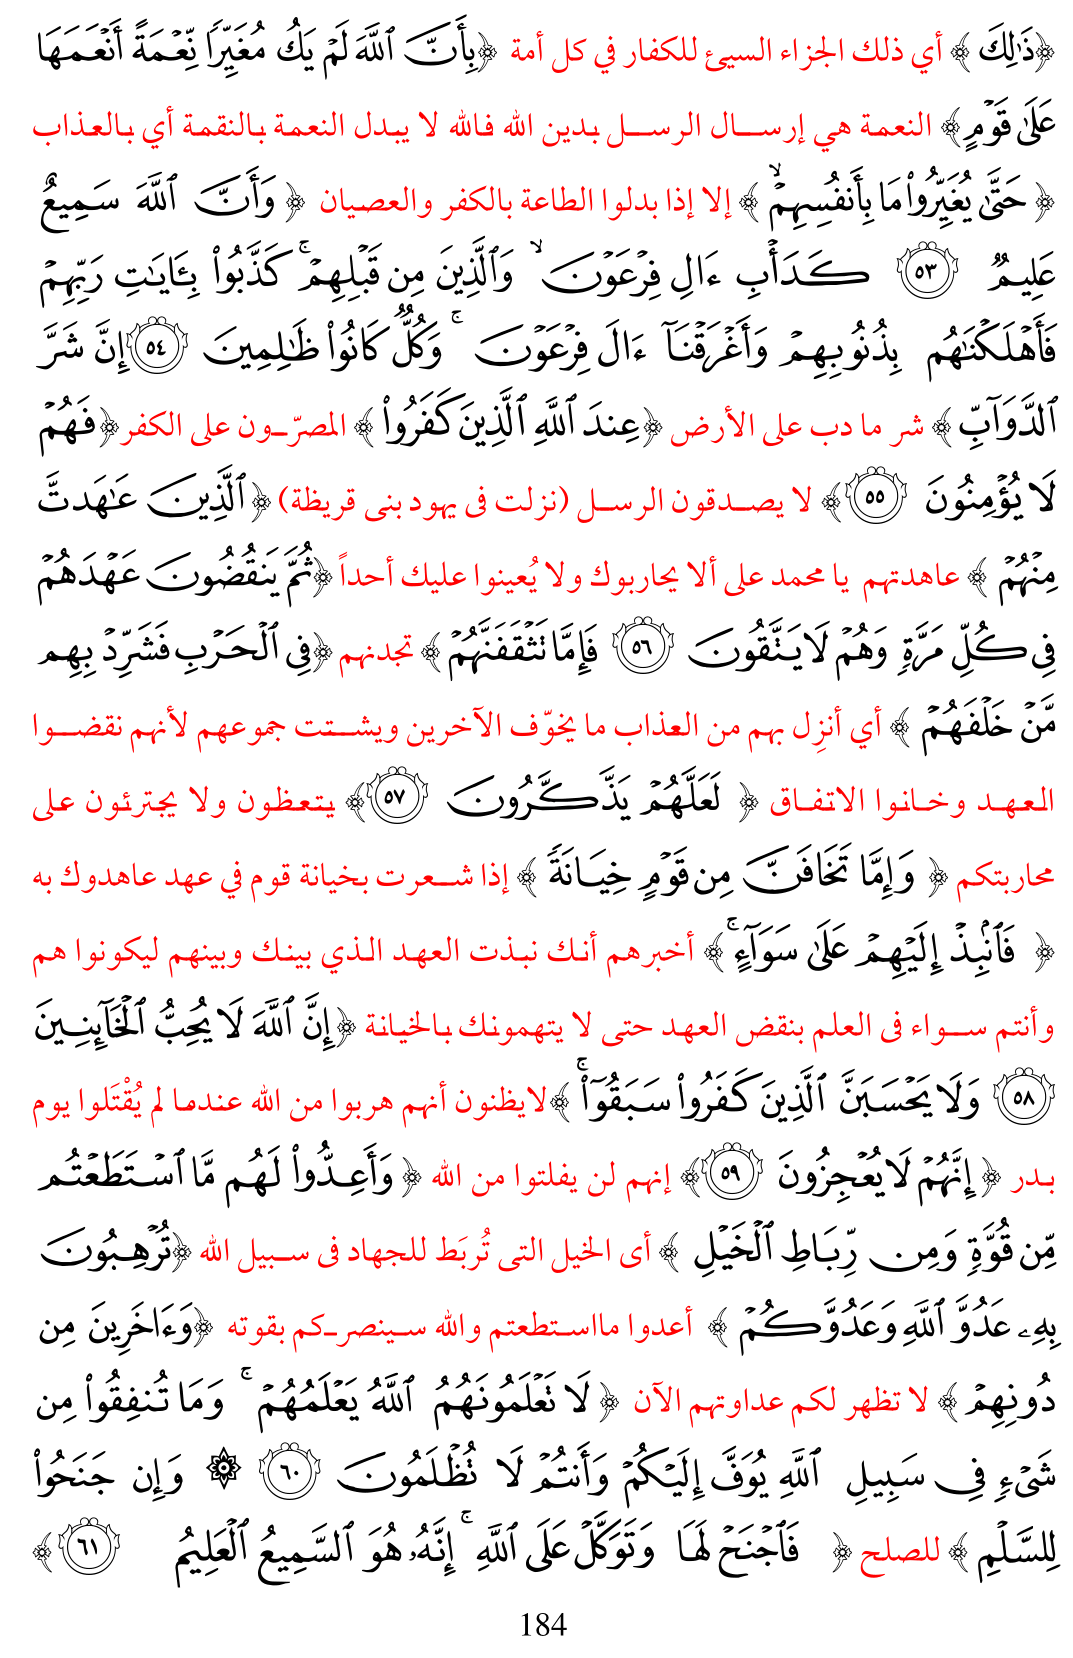 ﴿ذَٰلِكَ ﴾ أي ذلك الجزاء السيئ للكفار في كل أمة ﴿بِأَنَّ ٱللَّهَ لَمْ يَكُ مُغَيِّرًا نِّعْمَةً أَنْعَمَهَا
عَلَىٰ قَوْمٍ﴾ النعمة هي إرسال الرسل بدين الله فالله لا يبدل النعمة بالنقمة أي بالعذاب
﴿ حَتَّىٰ يُغَيِّرُوا۟ مَا بِأَنفُسِهِمْ ۙ﴾ إلا إذا بدلوا الطاعة بالكفر والعصيان ﴿ وَأَنَّ ٱللَّهَ سَمِيعٌ
عَلِيمٌ ٥٣ كَدَأْبِ ءَالِ فِرْعَوْنَ ۙ وَٱلَّذِينَ مِن قَبْلِهِمْ ۚ كَذَّبُوا۟ بِـَٔايَـٰتِ رَبِّهِمْ
فَأَهْلَكْنَـٰهُم بِذُنُوبِهِمْ وَأَغْرَقْنَآ ءَالَ فِرْعَوْنَ ۚ وَكُلٌّ كَانُوا۟ ظَـٰلِمِينَ ٥٤ إِنَّ شَرَّ
ٱلدَّوَآبِّ ﴾ شر ما دب على الأرض ﴿عِندَ ٱللَّهِ ٱلَّذِينَ كَفَرُوا۟ ﴾ المصرّون على الكفر﴿فَهُمْ
لَا يُؤْمِنُونَ ٥٥﴾ لا يصدقون الرسل (نزلت فى يهود بنى قريظة) ﴿ٱلَّذِينَ عَـٰهَدتَّ
مِنْهُمْ ﴾ عاهدتهم يا محمد على ألا يحاربوك ولا يُعينوا عليك أحداً ﴿ثُمَّ يَنقُضُونَ عَهْدَهُمْ
فِى كُلِّ مَرَّةٍ وَهُمْ لَا يَتَّقُونَ ٥٦ فَإِمَّا تَثْقَفَنَّهُمْ ﴾ تجدنهم ﴿فِى ٱلْحَرْبِ فَشَرِّدْ بِهِم
مَّنْ خَلْفَهُمْ ﴾ أي أنزِل بهم من العذاب ما يخوّف الآخرين ويشتت جموعهم لأنهم نقضوا
العهد وخانوا الاتفاق ﴿ لَعَلَّهُمْ يَذَّكَّرُونَ ٥٧﴾ يتعظون ولا يجترئون على
محاربتكم ﴿ وَإِمَّا تَخَافَنَّ مِن قَوْمٍ خِيَانَةً ﴾ إذا شعرت بخيانة قوم في عهد عاهدوك به
﴿ فَٱنۢبِذْ إِلَيْهِمْ عَلَىٰ سَوَآءٍ ۚ﴾ أخبرهم أنك نبذت العهد الذي بينك وبينهم ليكونوا هم
وأنتم سواء فى العلم بنقض العهد حتى لا يتهمونك بالخيانة ﴿إِنَّ ٱللَّهَ لَا يُحِبُّ ٱلْخَآئِنِينَ
٥٨ وَلَا يَحْسَبَنَّ ٱلَّذِينَ كَفَرُوا۟ سَبَقُوٓا۟ ۚ ﴾لايظنون أنهم هربوا من الله عندما لم يُقْتَلوا يوم
بدر ﴿ إِنَّهُمْ لَا يُعْجِزُونَ ٥٩﴾ إنهم لن يفلتوا من الله ﴿ وَأَعِدُّوا۟ لَهُم مَّا ٱسْتَطَعْتُم
مِّن قُوَّةٍ وَمِن رِّبَاطِ ٱلْخَيْلِ ﴾ أى الخيل التى تُربَط للجهاد فى سبيل الله ﴿تُرْهِبُونَ
بِهِۦ عَدُوَّ ٱللَّهِ وَعَدُوَّكُمْ ﴾ أعدوا مااستطعتم والله سينصركم بقوته ﴿وَءَاخَرِينَ مِن
دُونِهِمْ ﴾ لا تظهر لكم عداوتهم الآن ﴿ لَا تَعْلَمُونَهُمُ ٱللَّهُ يَعْلَمُهُمْ ۚ وَمَا تُنفِقُوا۟ مِن
شَىْءٍ فِى سَبِيلِ ٱللَّهِ يُوَفَّ إِلَيْكُمْ وَأَنتُمْ لَا تُظْلَمُونَ ٦٠ ۞ وَإِن جَنَحُوا۟
لِلسَّلْمِ ﴾ للصلح ﴿ فَٱجْنَحْ لَهَا وَتَوَكَّلْ عَلَى ٱللَّهِ ۚ إِنَّهُۥ هُوَ ٱلسَّمِيعُ ٱلْعَلِيمُ ٦١ ﴾
184